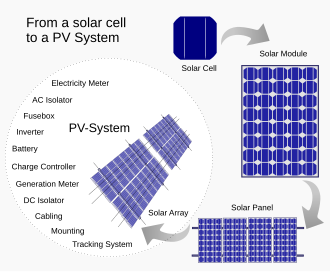 From a solar cell
to a PV System
Solar Cell
Solar Module
Electricity Meter
AC Isolator
Fusebox
PV-System
Inverter
Battery
Charge Controller
Generation Meter
DC Isolator
Cabling
Mounting
Tracking System
Solar Array
Solar Panel